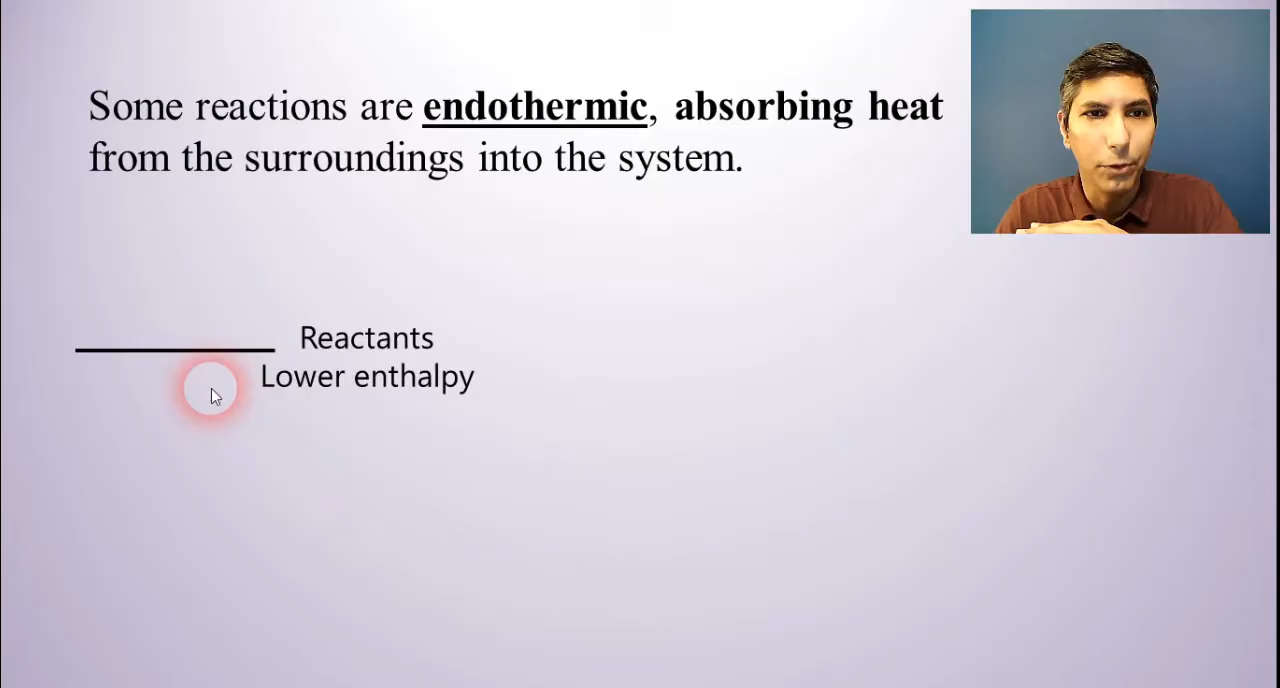 Some reactions are endothermic, absorbing heat
from the surroundings into the system.
Reactants
Lower enthalpy